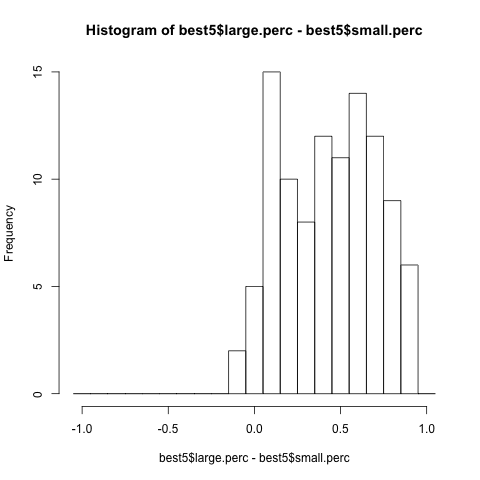 Histogram of best5$large.perc - best5$small.perc
Frequency
15
10
5
0
-1.0 -0.5 0.0 0.5 1.0
best5$large.perc - best5$small.perc